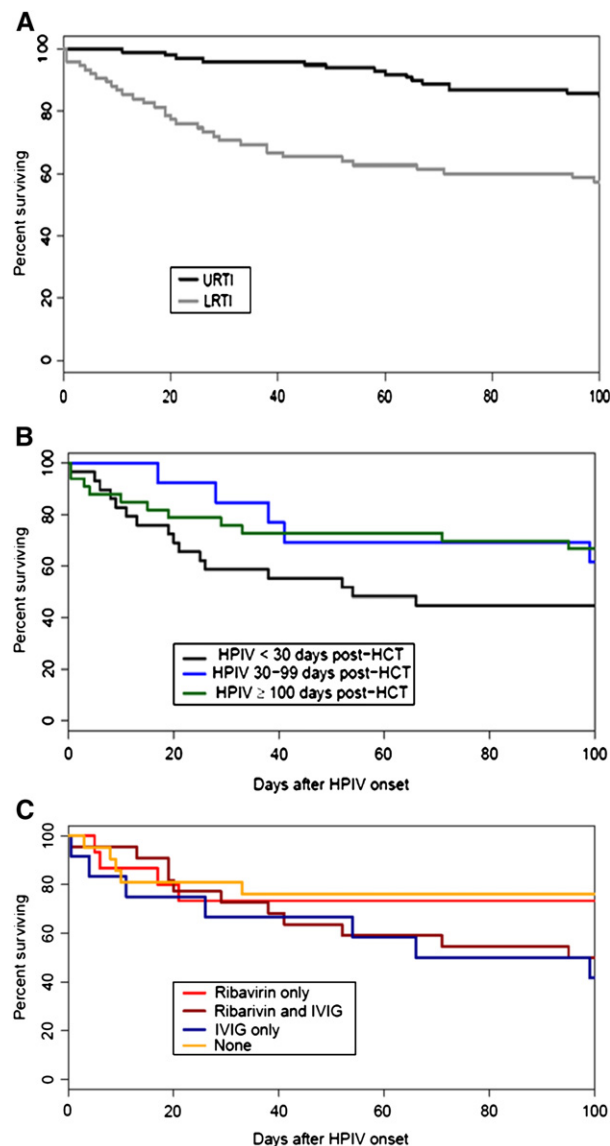 A
Percent surviving
0 20 40 60 80 100
URTI
LRTI
0 20 40 60 80 100
B
Percent surviving
0 20 40 60 80 100
HPIV < 30 days post-HCT
HPIV 30-99 days post-HCT
HPIV ≥ 100 days post-HCT
0 20 40 60 80 100
Days after HPIV onset
C
Percent surviving
0 20 40 60 80 100
Ribavirin only
Ribarivin and IVIG
IVIG only
None
0 20 40 60 80 100
Days after HPIV onset